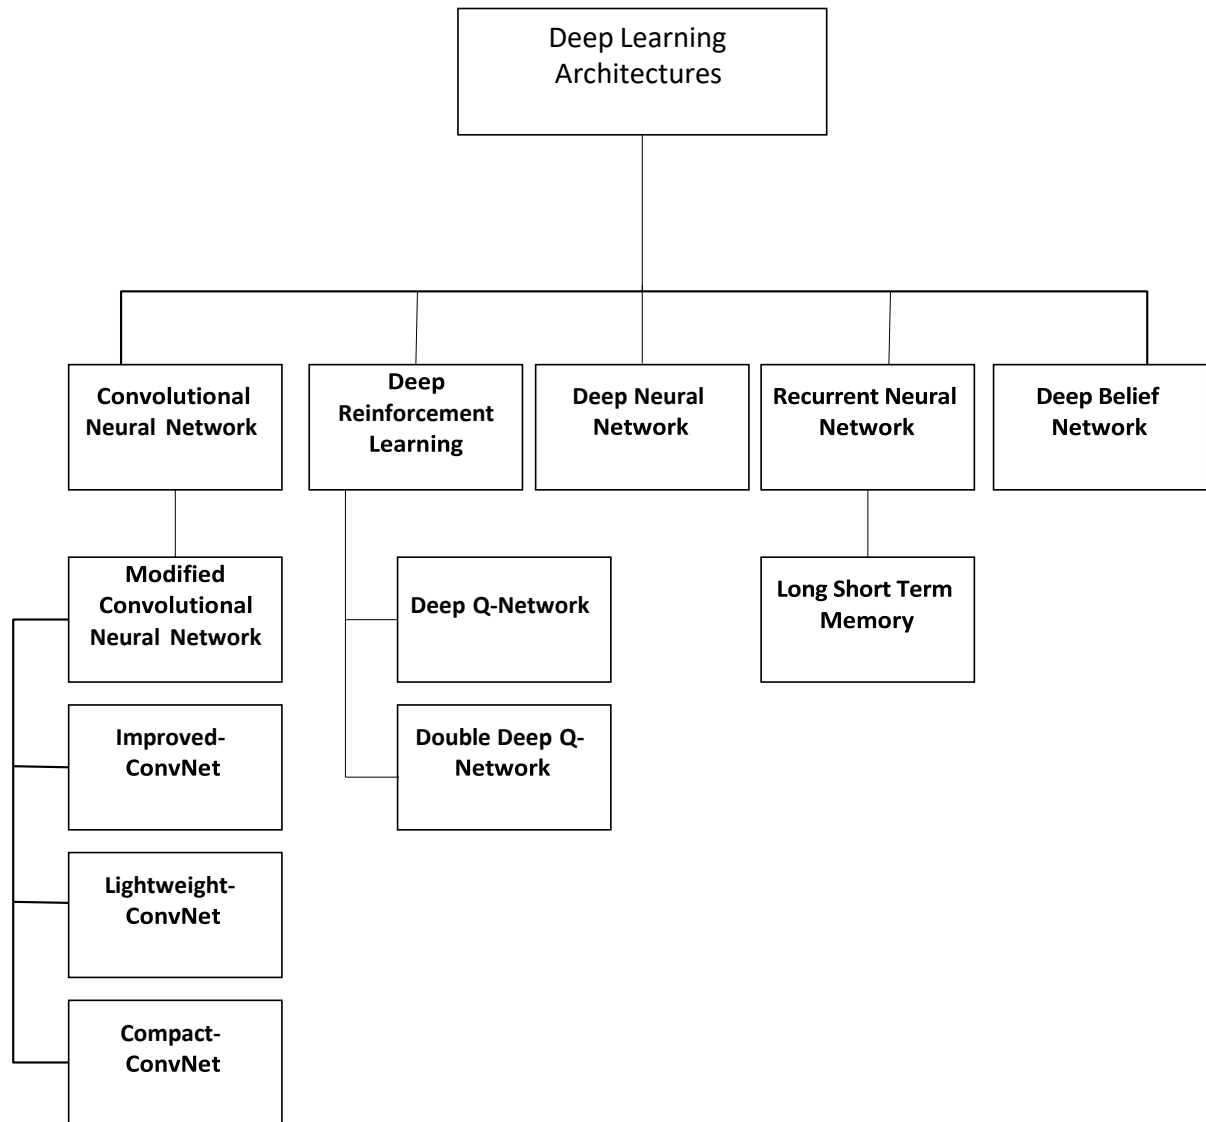 Deep Learning
Architectures
Convolutional
Neural Network
Deep
Reinforcement
Learning
Deep Neural
Network
Recurrent Neural
Network
Deep Belief
Network
Modified
Convolutional
Neural Network
Deep Q-Network
Long Short Term
Memory
Improved-
ConvNet
Double Deep Q-
Network
Lightweight-
ConvNet
Compact-
ConvNet